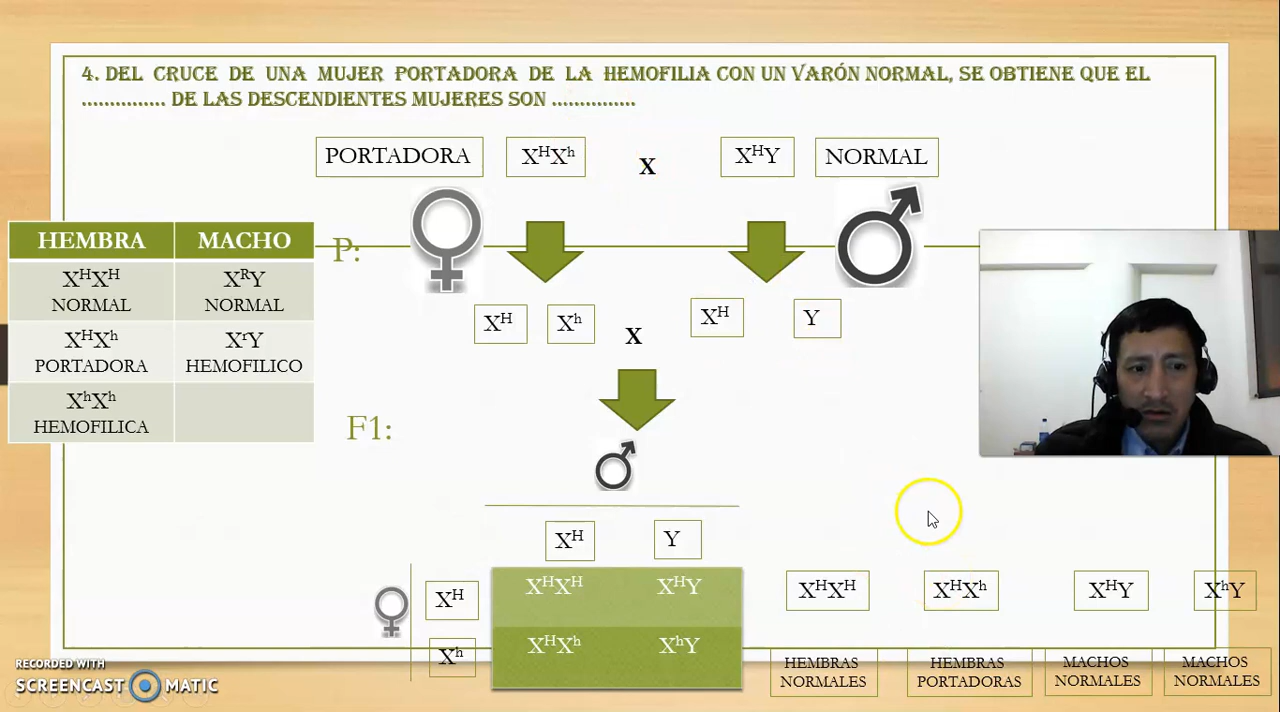 4. DEL CRUCE DE UNA MUJER PORTADORA DE LA HEMOFILIA CON UN VARÓN NORMAL, SE OBTIENE QUE EL
............... DE LAS DESCENDIENTES MUJERES SON ...............
PORTADORA XᴴXʰ X XᴴY NORMAL
HEMBRA MACHO
P:
XᴴXᴴ XᴿY
NORMAL NORMAL
XᴴXʰ XʳY
PORTADORA HEMOFILICO
XʰXʰ
HEMOFILICA
Xᴴ Xʰ X Xᴴ Y
F1:
Xᴴ Y
Xᴴ XᴴXᴴ XᴴY
Xʰ XᴴXʰ XʰY
XᴴXᴴ XᴴXʰ XᴴY XʰY
HEMBRAS NORMALES
HEMBRAS PORTADORAS
MACHOS NORMALES
MACHOS NORMALES
RECORDED WITH
SCREENCAST MATIC